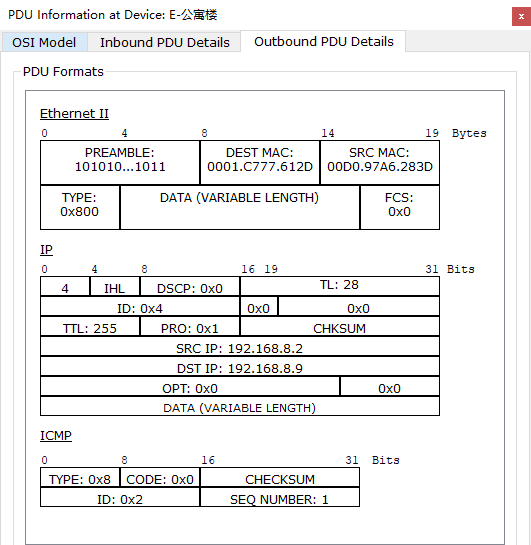 PDU Information at Device: E-公寓楼
x
OSI Model Inbound PDU Details Outbound PDU Details
PDU Formats
Ethernet II
0 4 8 14 19 Bytes
PREAMBLE: 101010...1011 DEST MAC: 0001.C777.612D SRC MAC: 00D0.97A6.283D
TYPE: 0x800 DATA (VARIABLE LENGTH) FCS: 0x0
IP
0 4 8 16 19 31 Bits
4 IHL DSCP: 0x0 TL: 28
ID: 0x4 0x0 0x0
TTL: 255 PRO: 0x1 CHKSUM
SRC IP: 192.168.8.2
DST IP: 192.168.8.9
OPT: 0x0 0x0
DATA (VARIABLE LENGTH)
ICMP
0 8 16 31 Bits
TYPE: 0x8 CODE: 0x0 CHECKSUM
ID: 0x2 SEQ NUMBER: 1